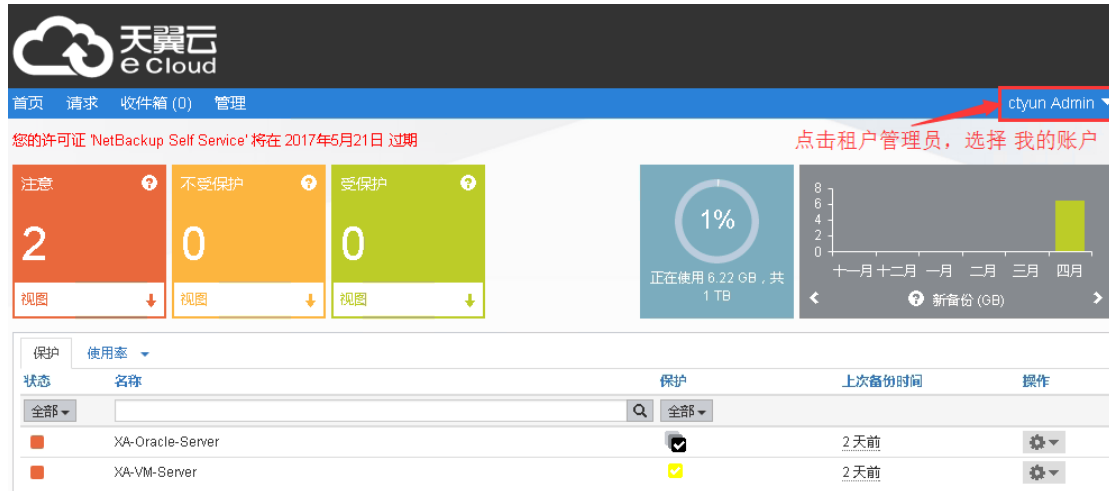 天翼云
e Cloud
首页 请求 收件箱 (0) 管理
ctyun Admin
您的许可证 'NetBackup Self Service' 将在 2017年5月21日 过期
点击租户管理员，选择 我的账户
注意
2
视图
不受保护
0
视图
受保护
0
视图
1%
正在使用 6.22 GB，共
1 TB
8
6
4
2
0
十一月 十二月 一月 二月 三月 四月
新备份 (GB)
保护 使用率
状态 名称 保护 上次备份时间 操作
全部 全部
XA-Oracle-Server 2 天前
XA-VM-Server 2 天前